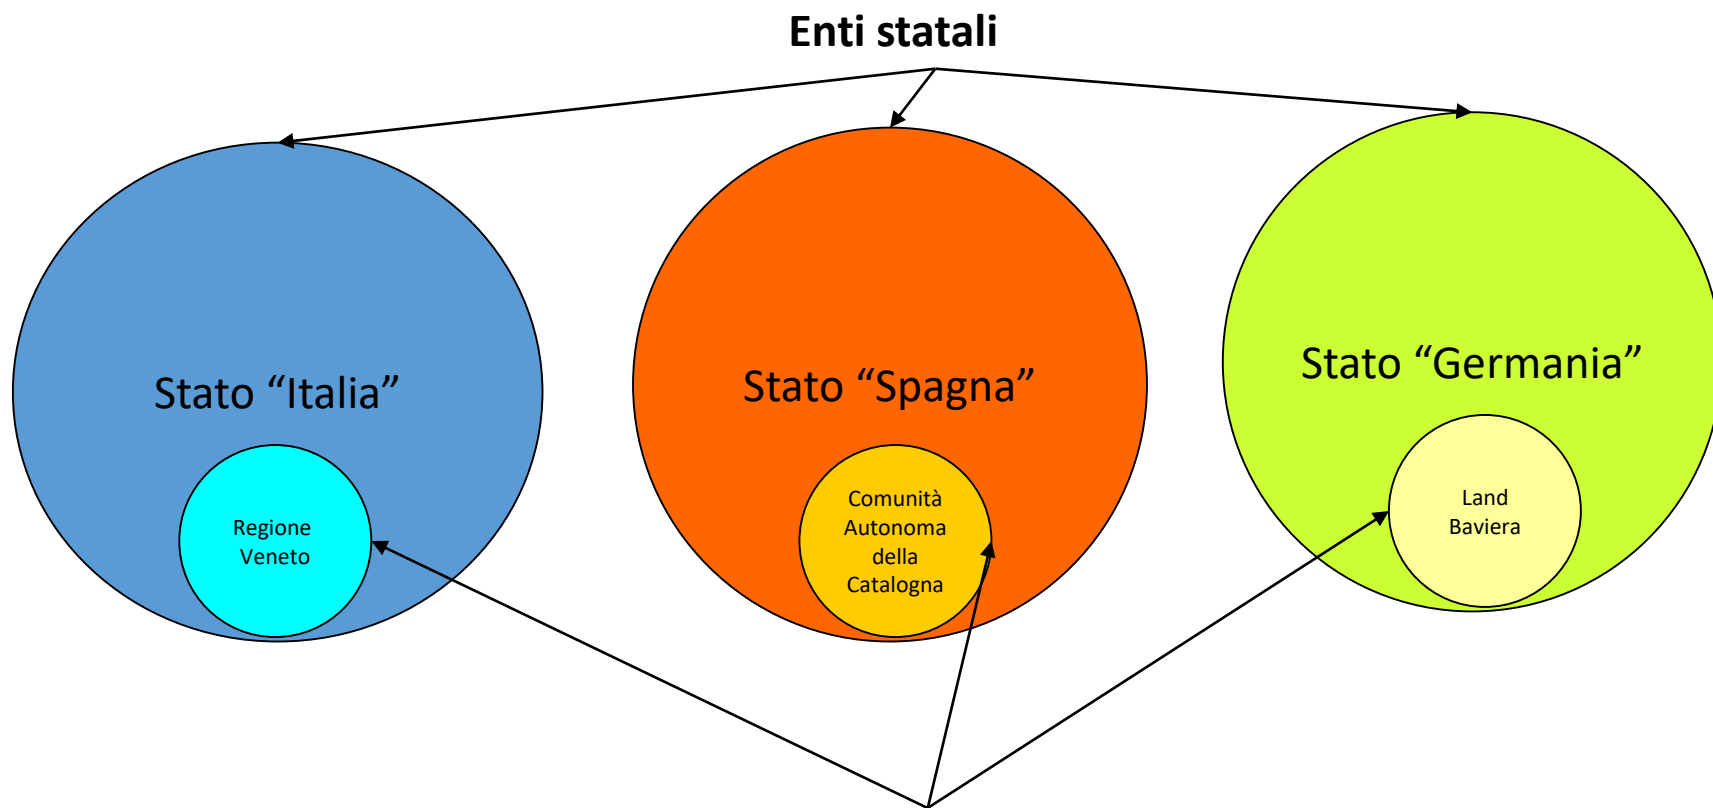 Enti statali
Stato “Italia”
Stato “Spagna”
Stato “Germania”
Regione
Veneto
Comunità
Autonoma
della
Catalogna
Land
Baviera